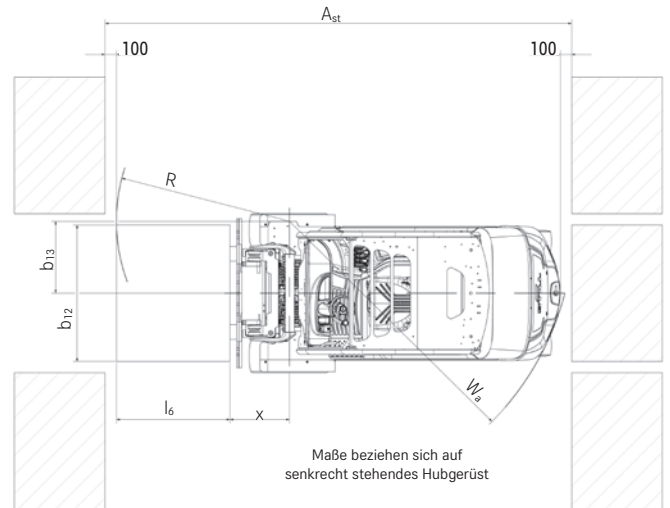 Ast
100
100
R
b13
b12
Wa
l6
x
Maße beziehen sich auf
senkrecht stehendes Hubgerüst